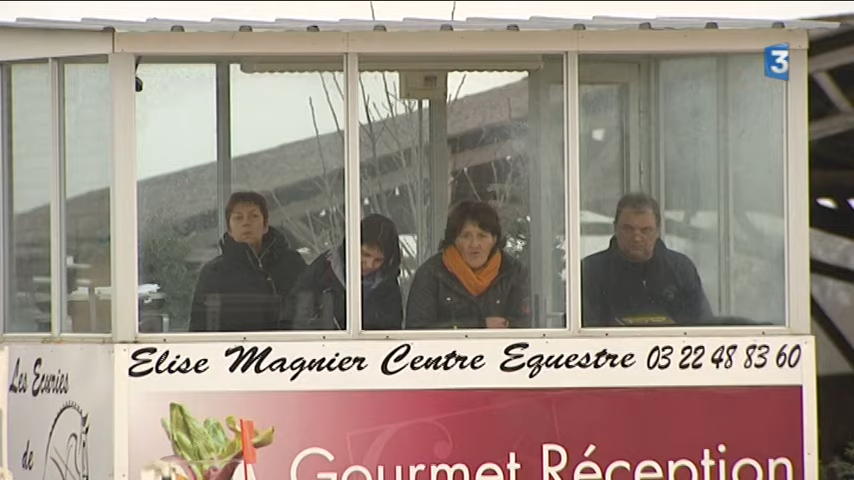 3
Elise Magnier Centre Equestre 03 22 48 83 60
Les Ecuries
de
Gourmet Réception